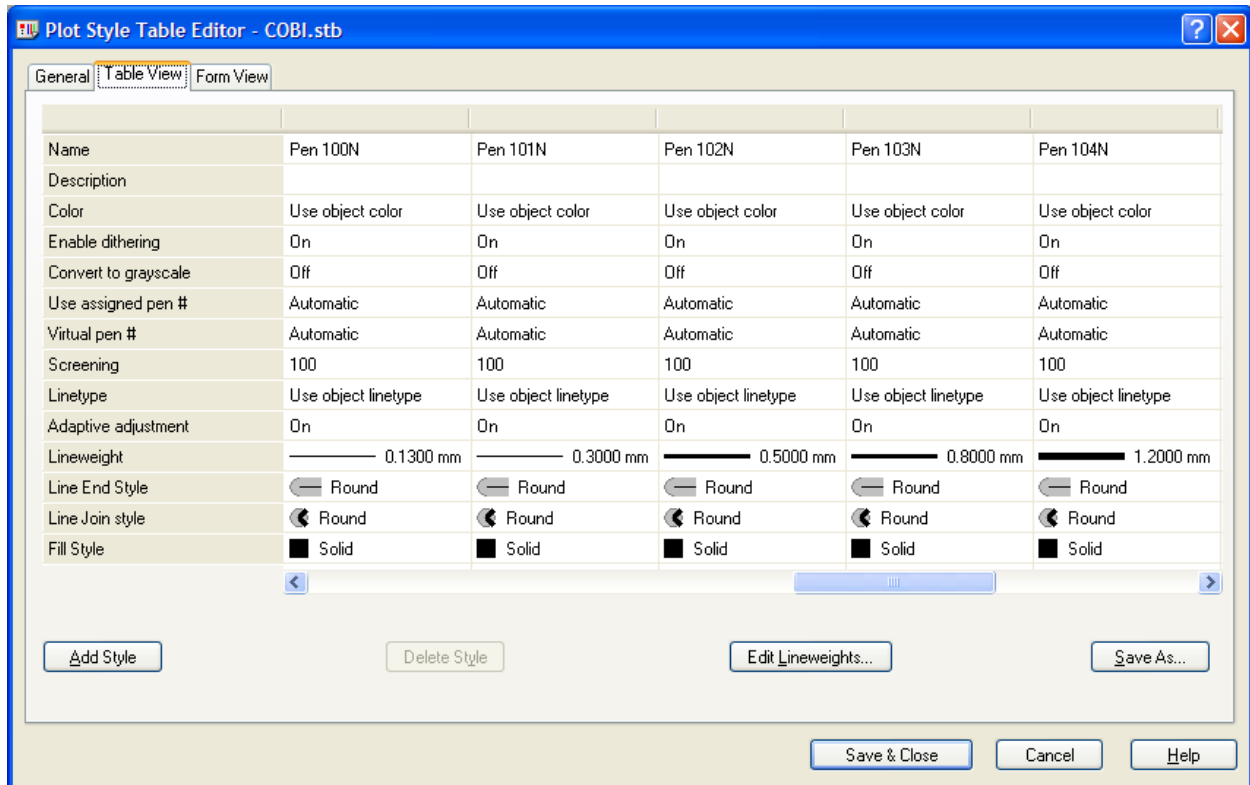 Plot Style Table Editor - COBI.stb
General Table View Form View
Name Pen 100N Pen 101N Pen 102N Pen 103N Pen 104N
Description
Color Use object color Use object color Use object color Use object color Use object color
Enable dithering On On On On On
Convert to grayscale Off Off Off Off Off
Use assigned pen # Automatic Automatic Automatic Automatic Automatic
Virtual pen # Automatic Automatic Automatic Automatic Automatic
Screening 100 100 100 100 100
Linetype Use object linetype Use object linetype Use object linetype Use object linetype Use object linetype
Adaptive adjustment On On On On On
Lineweight 0.1300 mm 0.3000 mm 0.5000 mm 0.8000 mm 1.2000 mm
Line End Style Round Round Round Round Round
Line Join style Round Round Round Round Round
Fill Style Solid Solid Solid Solid Solid
Add Style Delete Style Edit Lineweights... Save As...
Save & Close Cancel Help